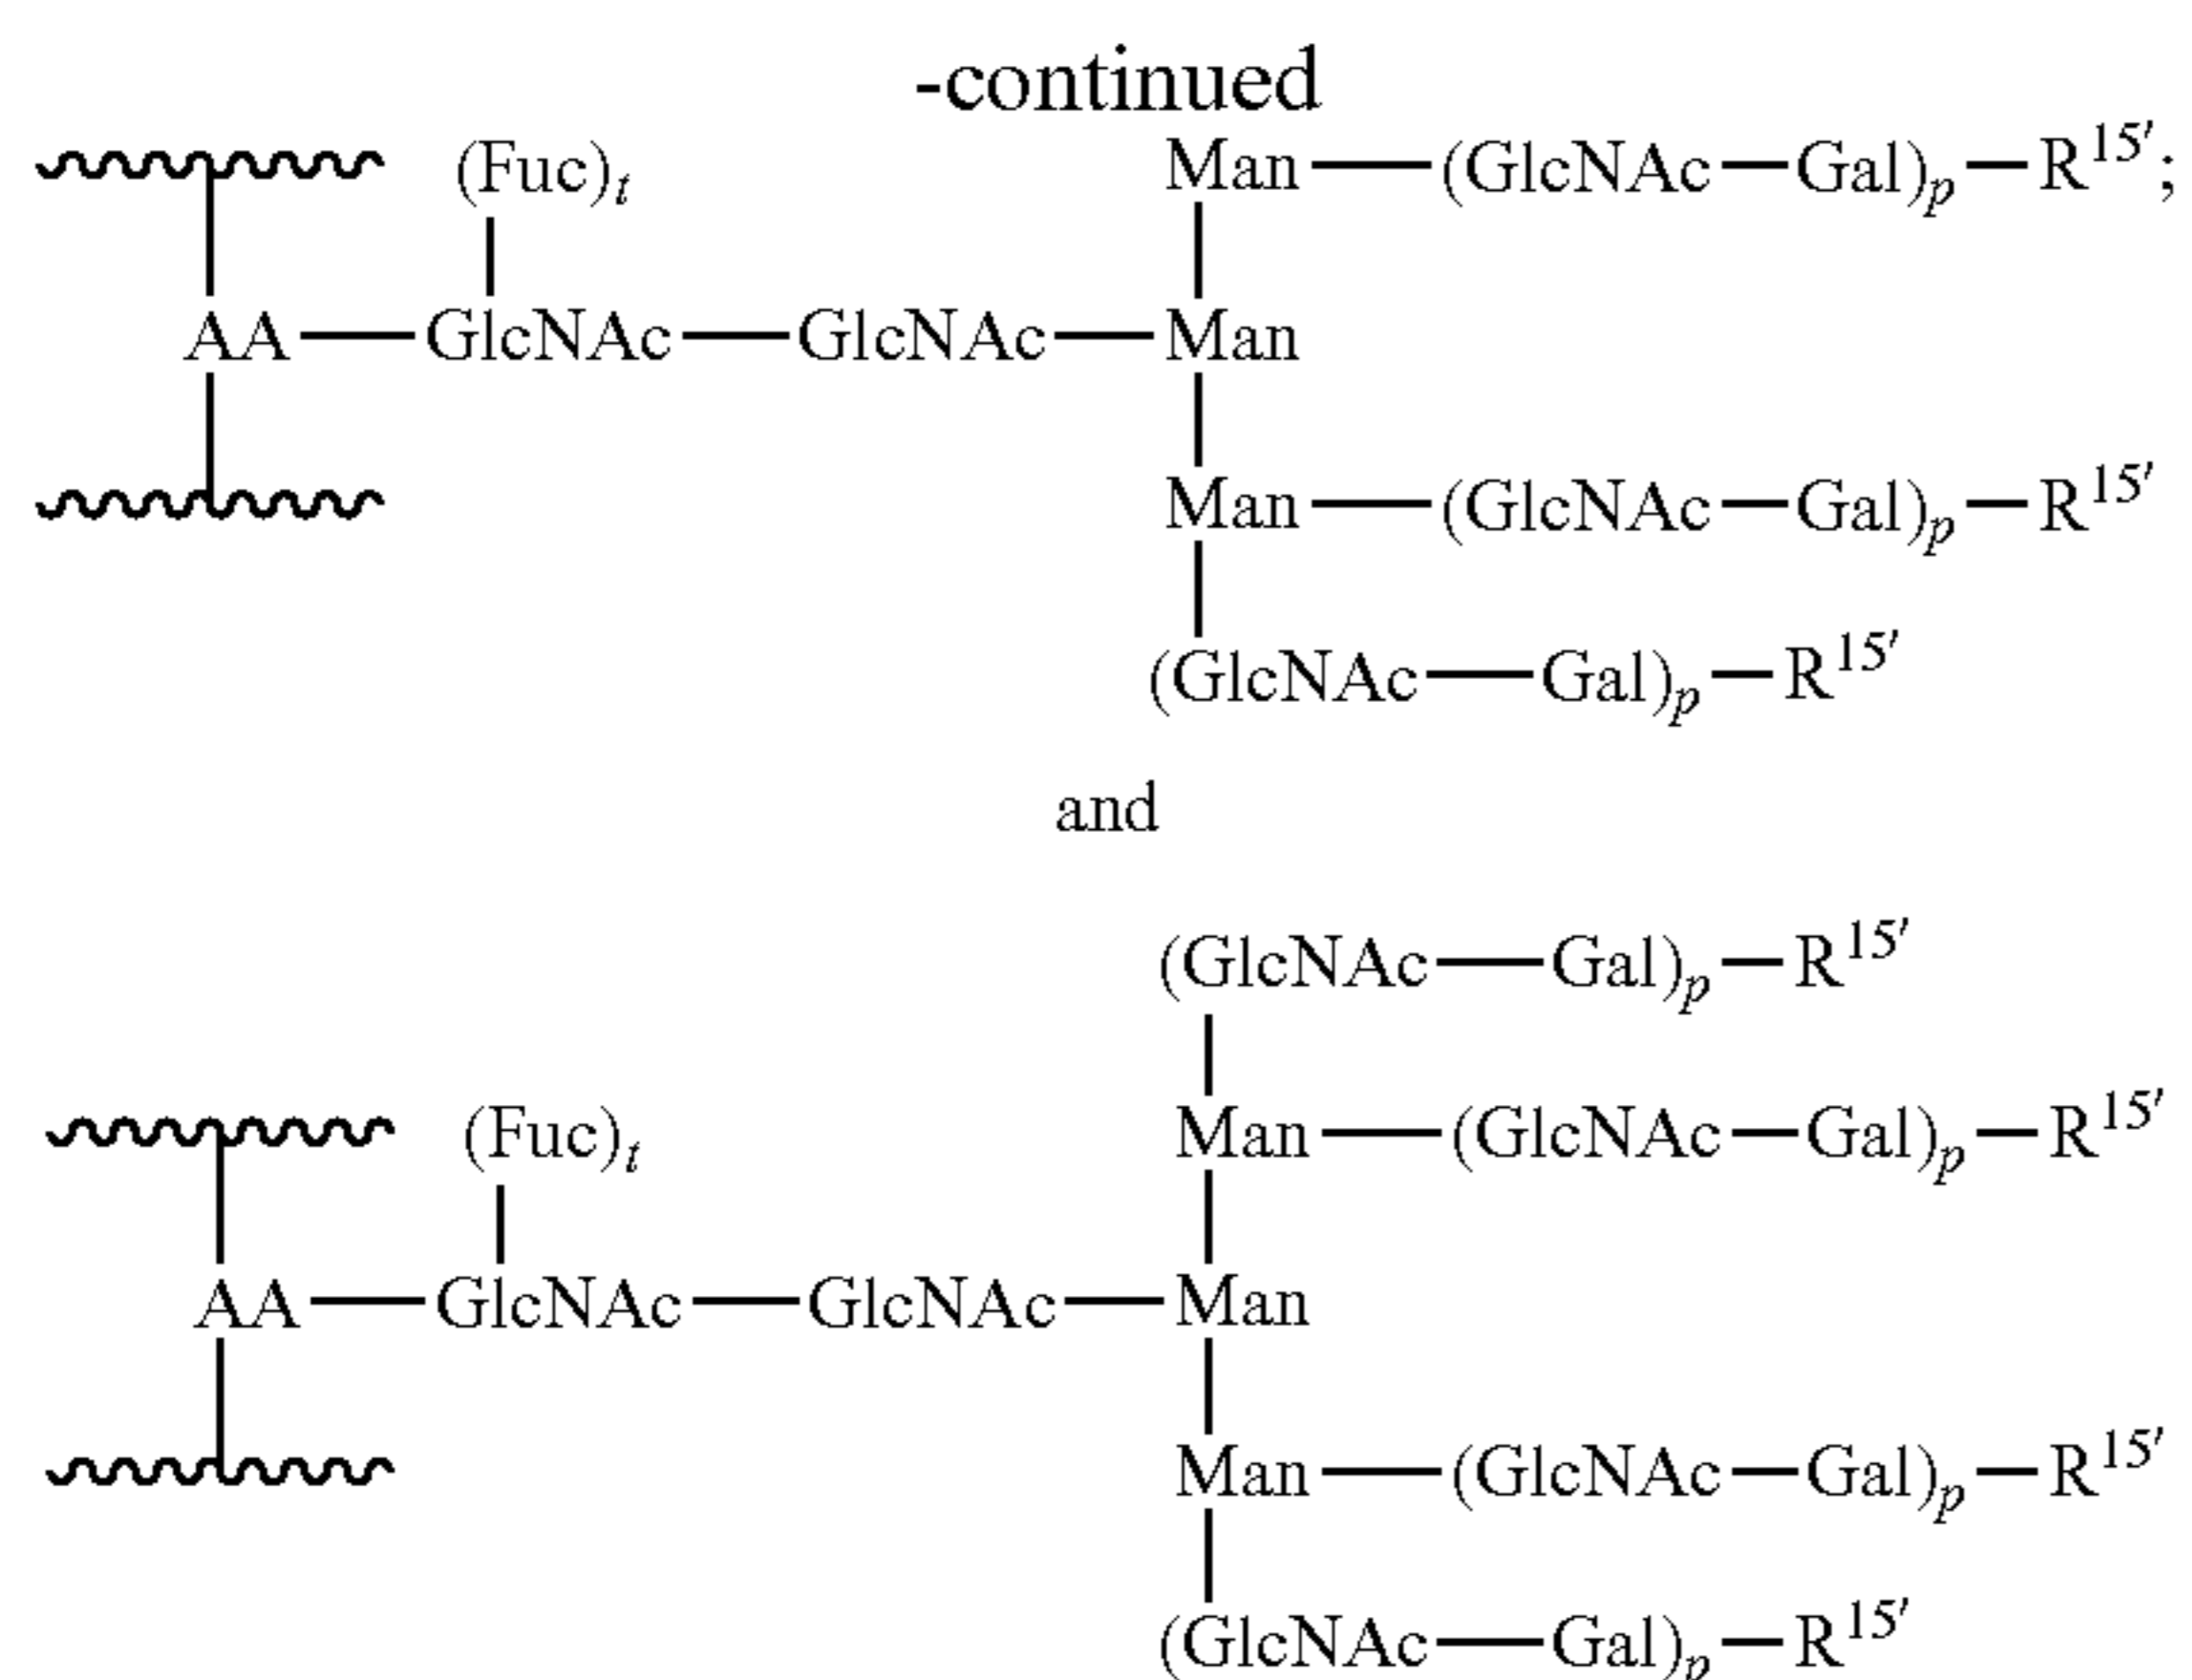 -continued
(Fuc)t Man—(GlcNAc—Gal)p—R15′;
AA—GlcNAc—GlcNAc—Man
Man—(GlcNAc—Gal)p—R15′
(GlcNAc—Gal)p—R15′
and
(GlcNAc—Gal)p—R15′
(Fuc)t Man—(GlcNAc—Gal)p—R15′
AA—GlcNAc—GlcNAc—Man
Man—(GlcNAc—Gal)p—R15′
(GlcNAc—Gal)p—R15′